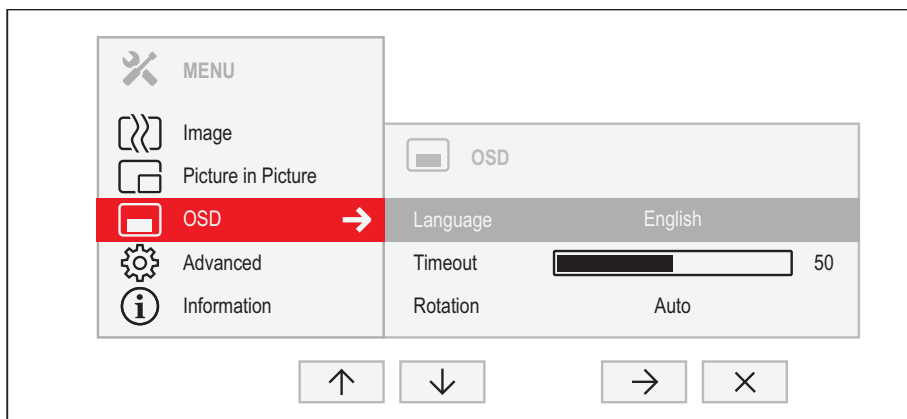 MENU
Image
Picture in Picture
OSD
Advanced
Information
OSD
Language English
Timeout 50
Rotation Auto